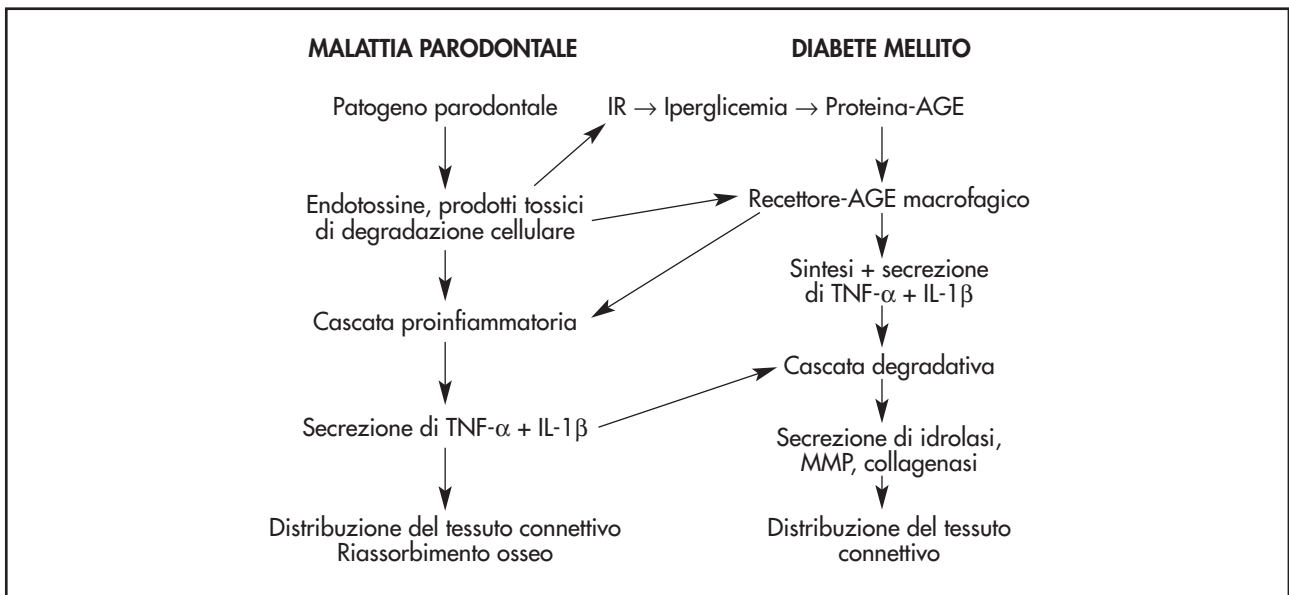 MALATTIA PARODONTALE
DIABETE MELLITO
Patogeno parodontale
IR → Iperglicemia → Proteina-AGE
Endotossine, prodotti tossici
di degradazione cellulare
Recettore-AGE macrofagico
Sintesi + secrezione
di TNF-α + IL-1β
Cascata proinfiammatoria
Cascata degradativa
Secrezione di TNF-α + IL-1β
Secrezione di idrolasi,
MMP, collagenasi
Distribuzione del tessuto connettivo
Riassorbimento osseo
Distribuzione del tessuto
connettivo